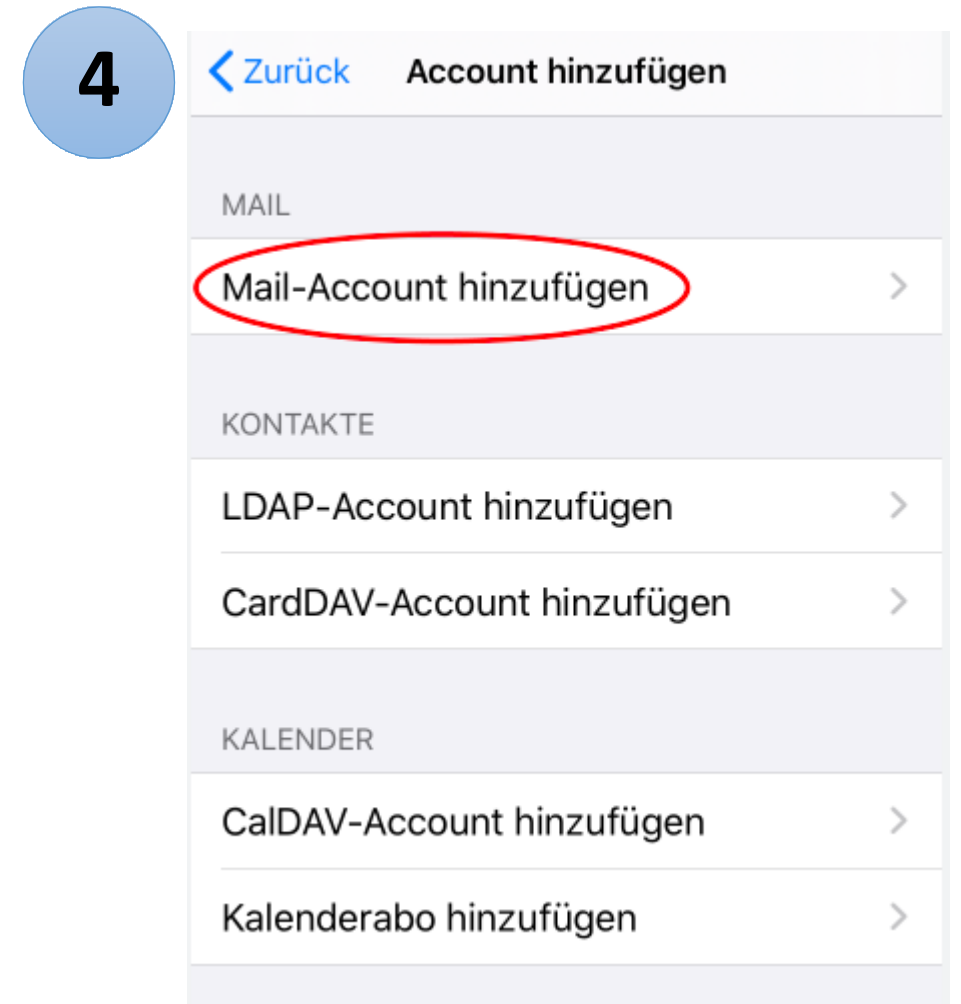 4
Zurück Account hinzufügen
MAIL
Mail-Account hinzufügen
KONTAKTE
LDAP-Account hinzufügen
CardDAV-Account hinzufügen
KALENDER
CalDAV-Account hinzufügen
Kalenderabo hinzufügen